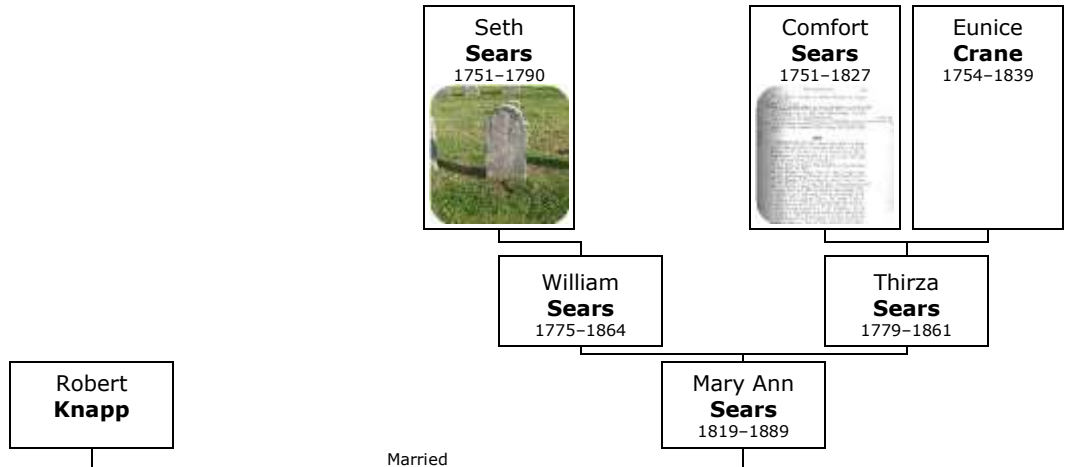 Seth
Sears
1751–1790
Comfort
Sears
1751–1827
Eunice
Crane
1754–1839
William
Sears
1775–1864
Thirza
Sears
1779–1861
Robert
Knapp
Mary Ann
Sears
1819–1889
Married